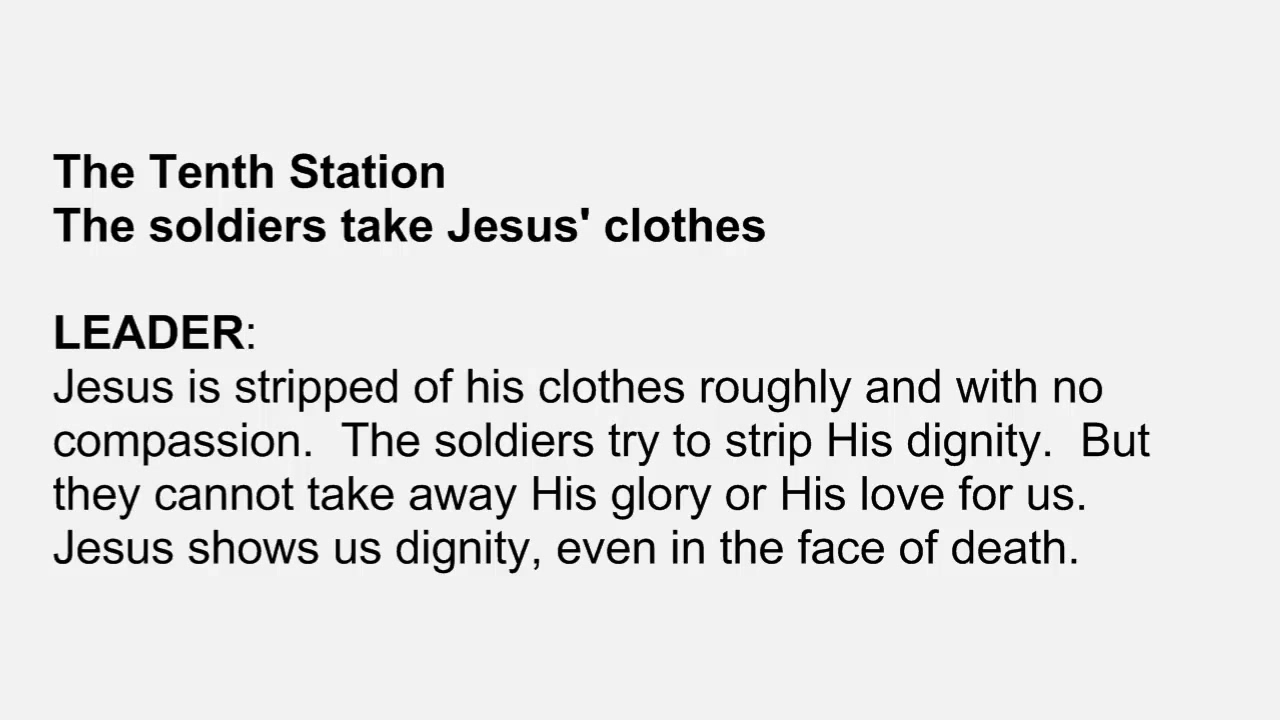 The Tenth Station
The soldiers take Jesus' clothes
LEADER:
Jesus is stripped of his clothes roughly and with no
compassion.  The soldiers try to strip His dignity.  But
they cannot take away His glory or His love for us.
Jesus shows us dignity, even in the face of death.